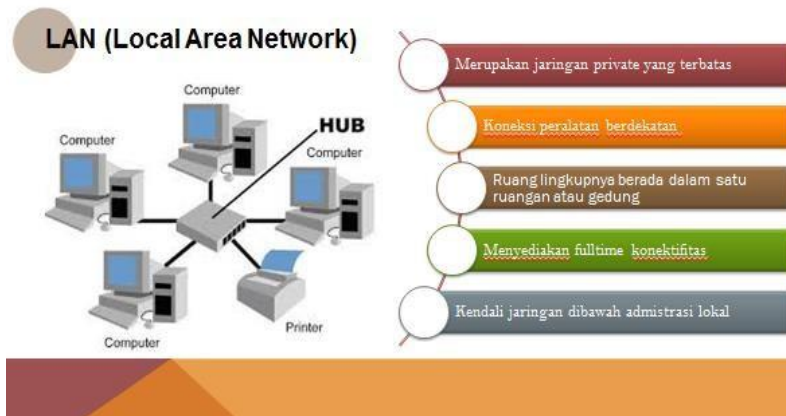 LAN (Local Area Network)
Computer
HUB
Computer
Computer
Computer
Printer
Merupakan jaringan private yang terbatas
Koneksi peralatan berdekatan
Ruang lingkupnya berada dalam satu
ruangan atau gedung
Menyediakan fulltime konektifitas
Kendali jaringan dibawah admistrasi lokal